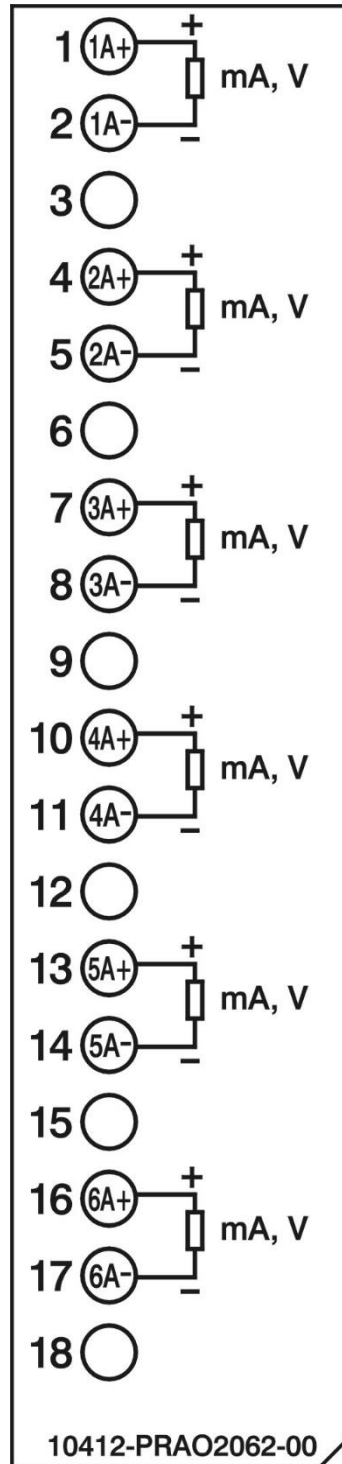 1 1A+ + mA, V
2 1A- −
3
4 2A+ + mA, V
5 2A- −
6
7 3A+ + mA, V
8 3A- −
9
10 4A+ + mA, V
11 4A- −
12
13 5A+ + mA, V
14 5A- −
15
16 6A+ + mA, V
17 6A- −
18
10412-PRAO2062-00